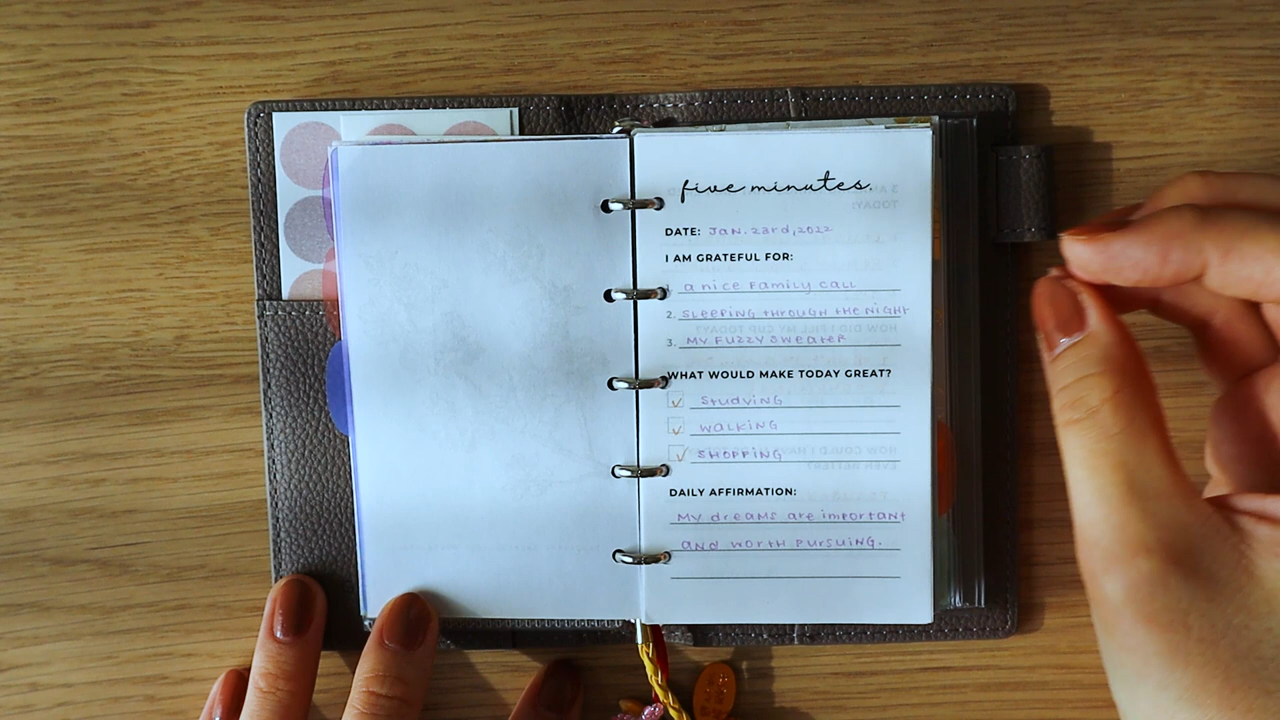 five minutes.
DATE: Jan. 23rd, 2022
I AM GRATEFUL FOR:
1. a nice family call
2. sleeping through the night
3. My fuzzy sweater
WHAT WOULD MAKE TODAY GREAT?
studying
walking
shopping
DAILY AFFIRMATION:
My dreams are important
and worth pursuing.